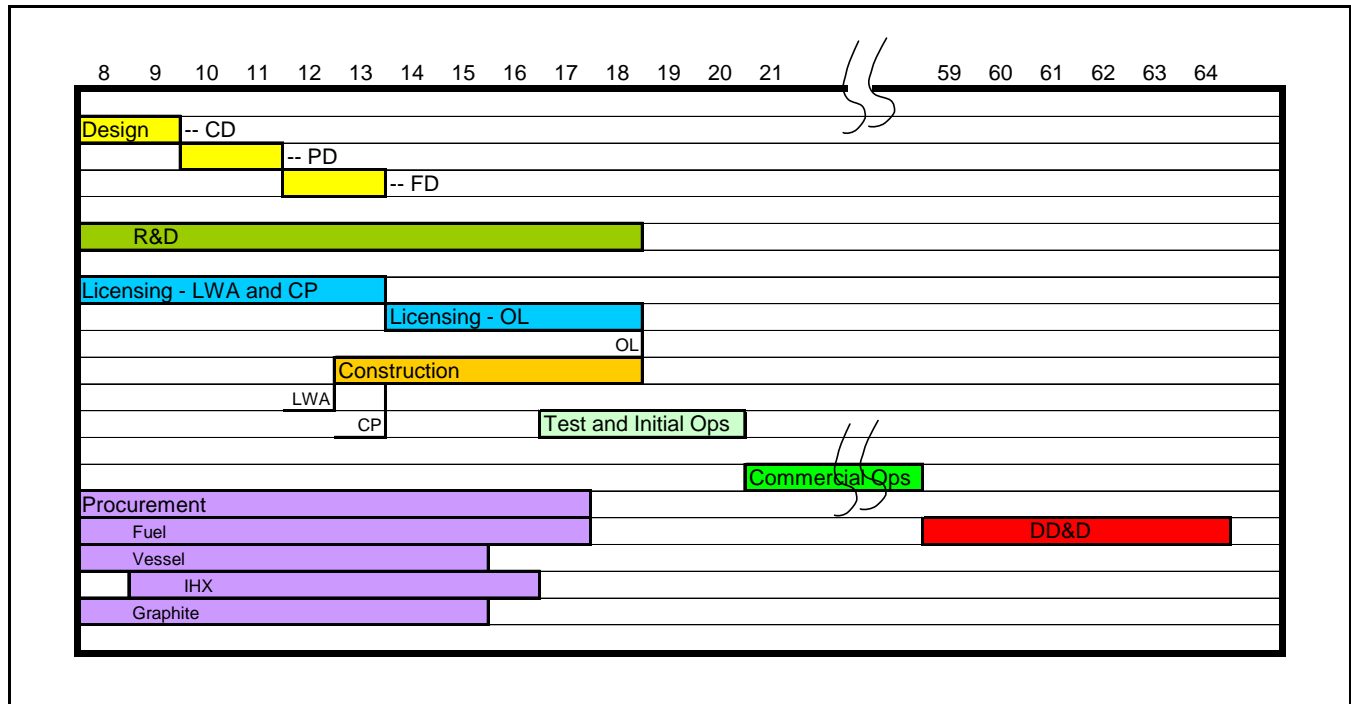 8 9 10 11 12 13 14 15 16 17 18 19 20 21 59 60 61 62 63 64
Design -- CD
-- PD
-- FD
R&D
Licensing - LWA and CP
Licensing - OL
OL
Construction
LWA
CP Test and Initial Ops
Commercial Ops
Procurement
Fuel DD&D
Vessel
IHX
Graphite